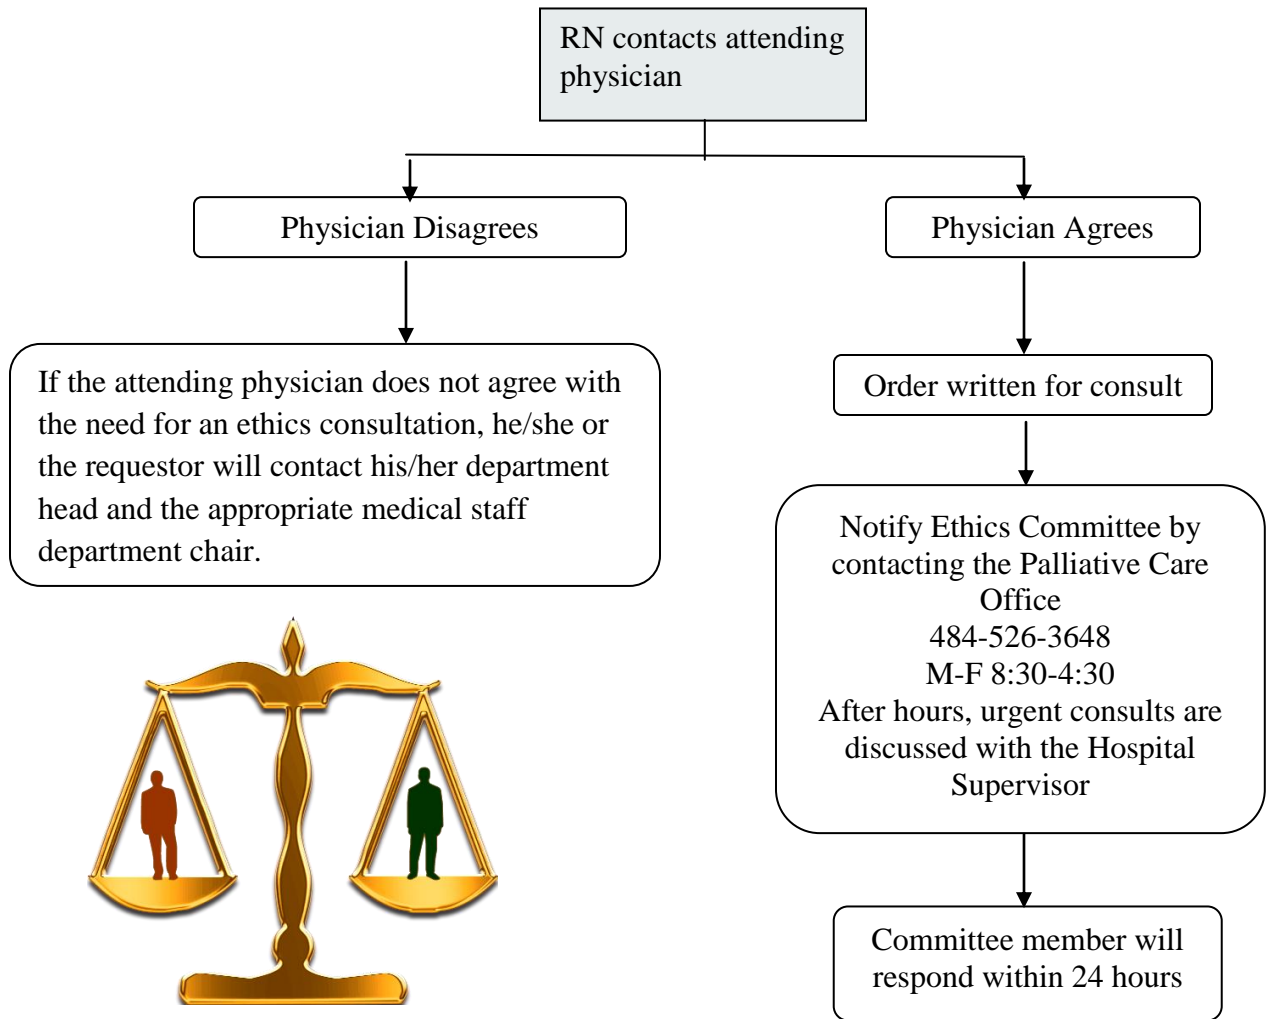 RN contacts attending
physician
Physician Disagrees
Physician Agrees
If the attending physician does not agree with
the need for an ethics consultation, he/she or
the requestor will contact his/her department
head and the appropriate medical staff
department chair.
Order written for consult
Notify Ethics Committee by
contacting the Palliative Care
Office
484-526-3648
M-F 8:30-4:30
After hours, urgent consults are
discussed with the Hospital
Supervisor
Committee member will
respond within 24 hours